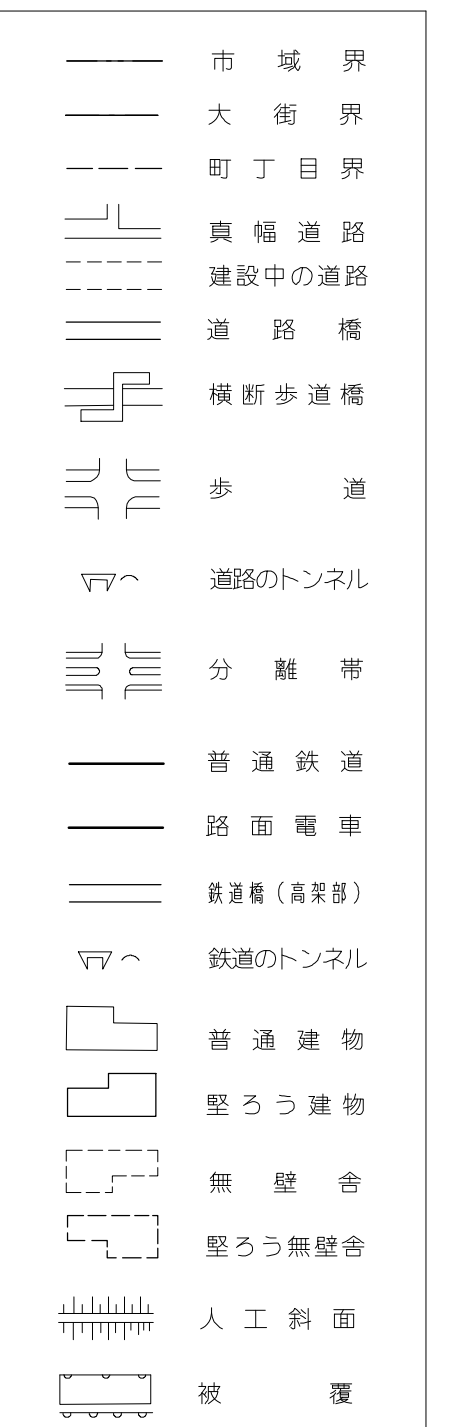 市域界
大街界
町丁目界
真幅道路
建設中の道路
道路橋
横断歩道橋
歩道
道路のトンネル
分離帯
普通鉄道
路面電車
鉄道橋(高架部)
鉄道のトンネル
普通建物
堅ろう建物
無壁舎
堅ろう無壁舎
人工斜面
被覆